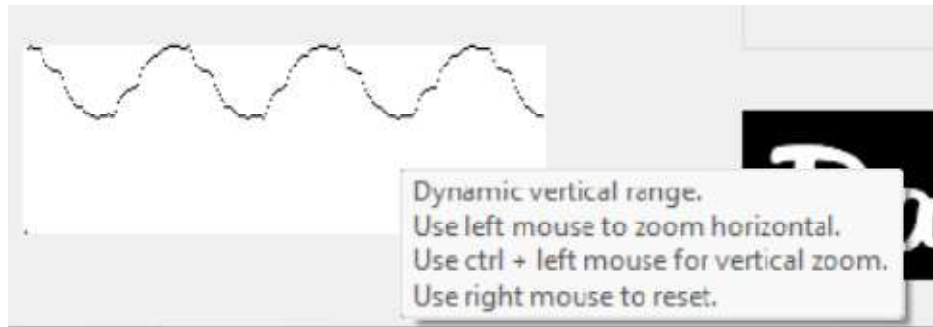 Dynamic vertical range.
Use left mouse to zoom horizontal.
Use ctrl + left mouse for vertical zoom.
Use right mouse to reset.